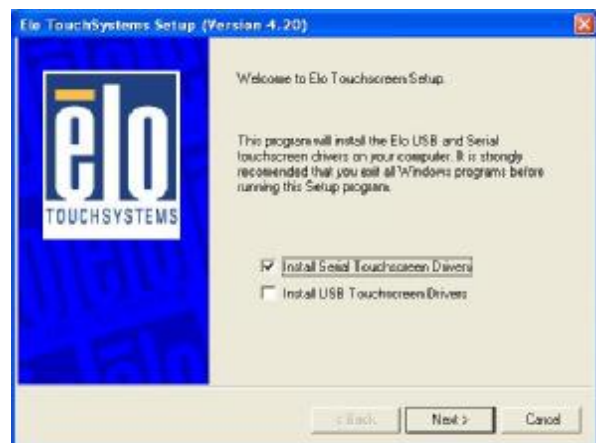 Elo TouchSystems Setup (Version 4.20)
elo
TOUCHSYSTEMS
Welcome to Elo Touchscreen Setup.
This program will install the Elo USB and Serial
touchscreen drivers on your computer. It is strongly
recomended that you exit all Windows programs before
running this Setup program.
Install Serial Touchscreen Drivers
Install USB Touchscreen Drivers
< Back
Next >
Cancel